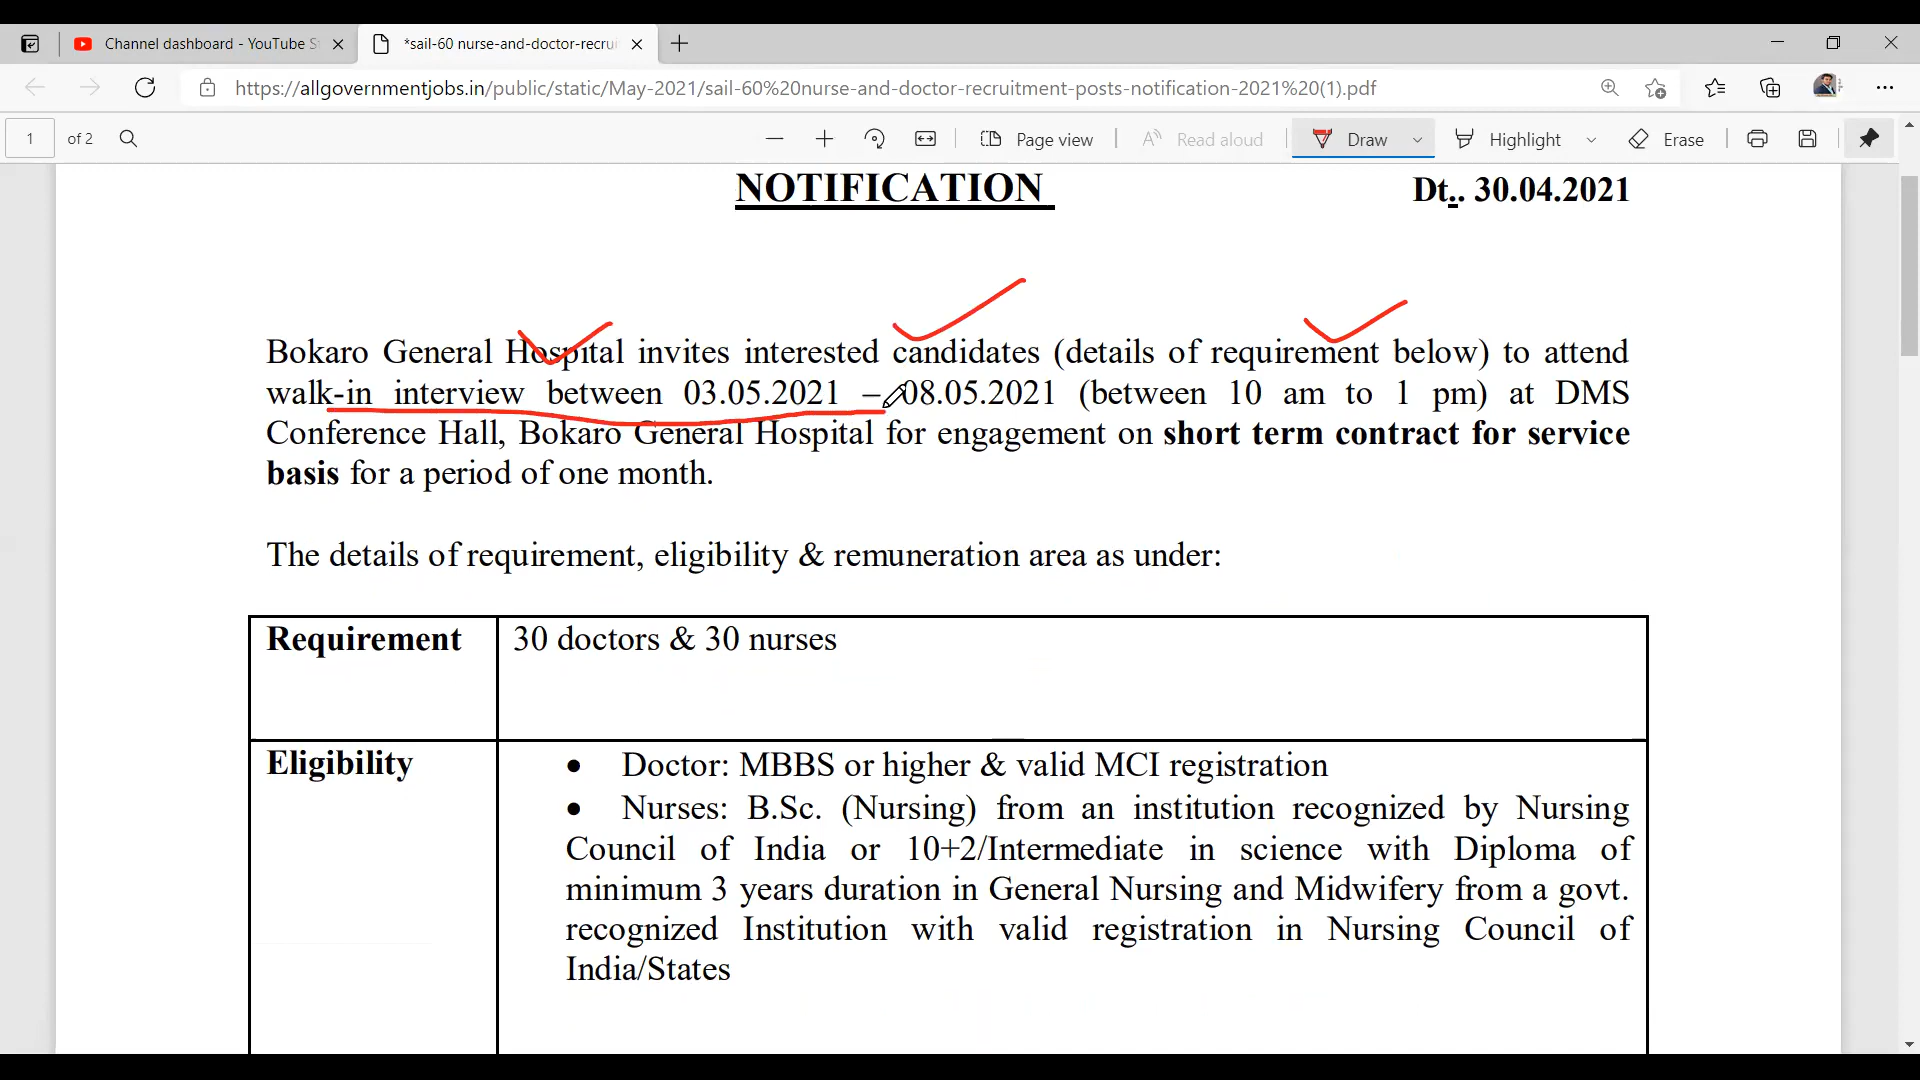 Channel dashboard - YouTube S
*sail-60 nurse-and-doctor-recrui
https://allgovernmentjobs.in/public/static/May-2021/sail-60%20nurse-and-doctor-recruitment-posts-notification-2021%20(1).pdf
1 of 2 Page view Read aloud Draw Highlight Erase
NOTIFICATION Dt.. 30.04.2021
Bokaro General Hospital invites interested candidates (details of requirement below) to attend
walk-in interview between 03.05.2021 – 08.05.2021 (between 10 am to 1 pm) at DMS
Conference Hall, Bokaro General Hospital for engagement on short term contract for service
basis for a period of one month.
The details of requirement, eligibility & remuneration area as under:
Requirement 30 doctors & 30 nurses
Eligibility • Doctor: MBBS or higher & valid MCI registration
• Nurses: B.Sc. (Nursing) from an institution recognized by Nursing
Council of India or 10+2/Intermediate in science with Diploma of
minimum 3 years duration in General Nursing and Midwifery from a govt.
recognized Institution with valid registration in Nursing Council of
India/States